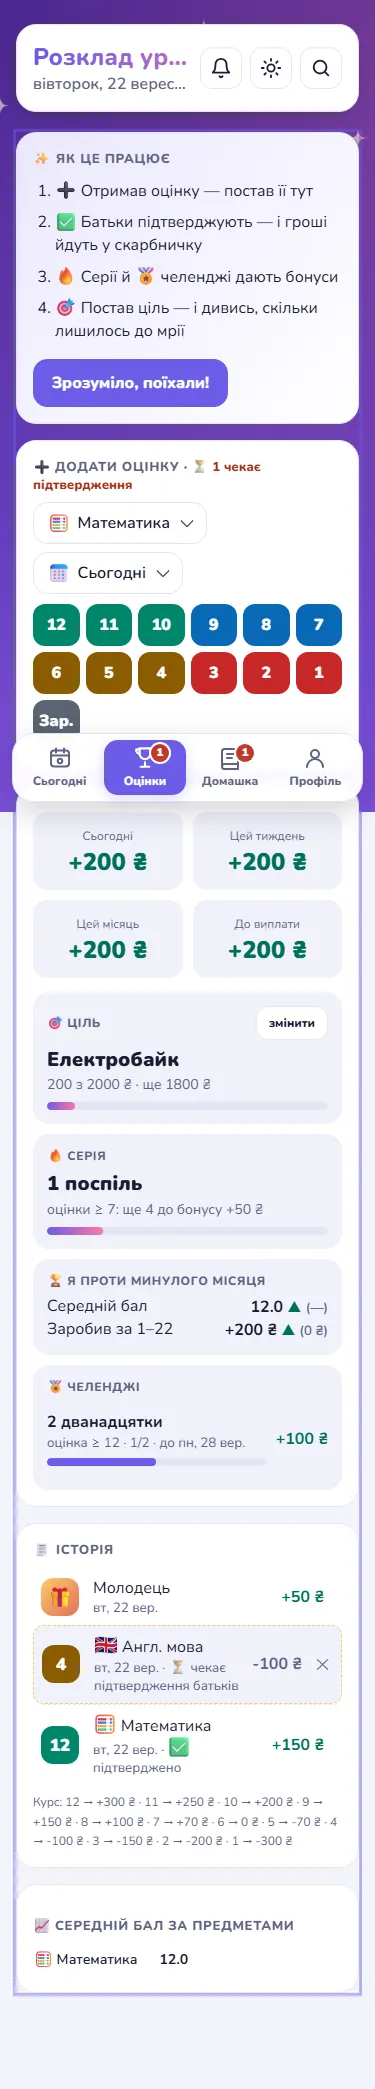 Розклад ур...
вівторок, 22 верес...
✨ ЯК ЦЕ ПРАЦЮЄ
1. ➕ Отримав оцінку — постав її тут
2. ✅ Батьки підтверджують — і гроші
йдуть у скарбничку
3. 🔥 Серії й 🏅 челенджі дають бонуси
4. 🎯 Постав ціль — і дивись, скільки
лишилось до мрії
Зрозуміло, поїхали!
➕ ДОДАТИ ОЦІНКУ · ⏳ 1 чекає
підтвердження
🧮 Математика
📅 Сьогодні
12 11 10 9 8 7
6 5 4 3 2 1
Зар.
1 1
Сьогодні Оцінки Домашка Профіль
Сьогодні Цей тиждень
+200 ₴ +200 ₴
Цей місяць До виплати
+200 ₴ +200 ₴
🎯 ЦІЛЬ змінити
Електробайк
200 з 2000 ₴ · ще 1800 ₴
🔥 СЕРІЯ
1 поспіль
оцінки ≥ 7: ще 4 до бонусу +50 ₴
🏆 Я ПРОТИ МИНУЛОГО МІСЯЦЯ
Середній бал 12.0 ▲ (—)
Заробив за 1–22 +200 ₴ ▲ (0 ₴)
🏅 ЧЕЛЕНДЖІ
2 дванадцятки
оцінка ≥ 12 · 1/2 · до пн, 28 вер. +100 ₴
🧾 ІСТОРІЯ
Молодець +50 ₴
вт, 22 вер.
4 🇬🇧 Англ. мова -100 ₴
вт, 22 вер. · ⏳ чекає
підтвердження батьків
12 🧮 Математика +150 ₴
вт, 22 вер. · ✅
підтверджено
Курс: 12 → +300 ₴ · 11 → +250 ₴ · 10 → +200 ₴ · 9 →
+150 ₴ · 8 → +100 ₴ · 7 → +70 ₴ · 6 → 0 ₴ · 5 → -70 ₴ · 4
→ -100 ₴ · 3 → -150 ₴ · 2 → -200 ₴ · 1 → -300 ₴
📈 СЕРЕДНІЙ БАЛ ЗА ПРЕДМЕТАМИ
🧮 Математика 12.0